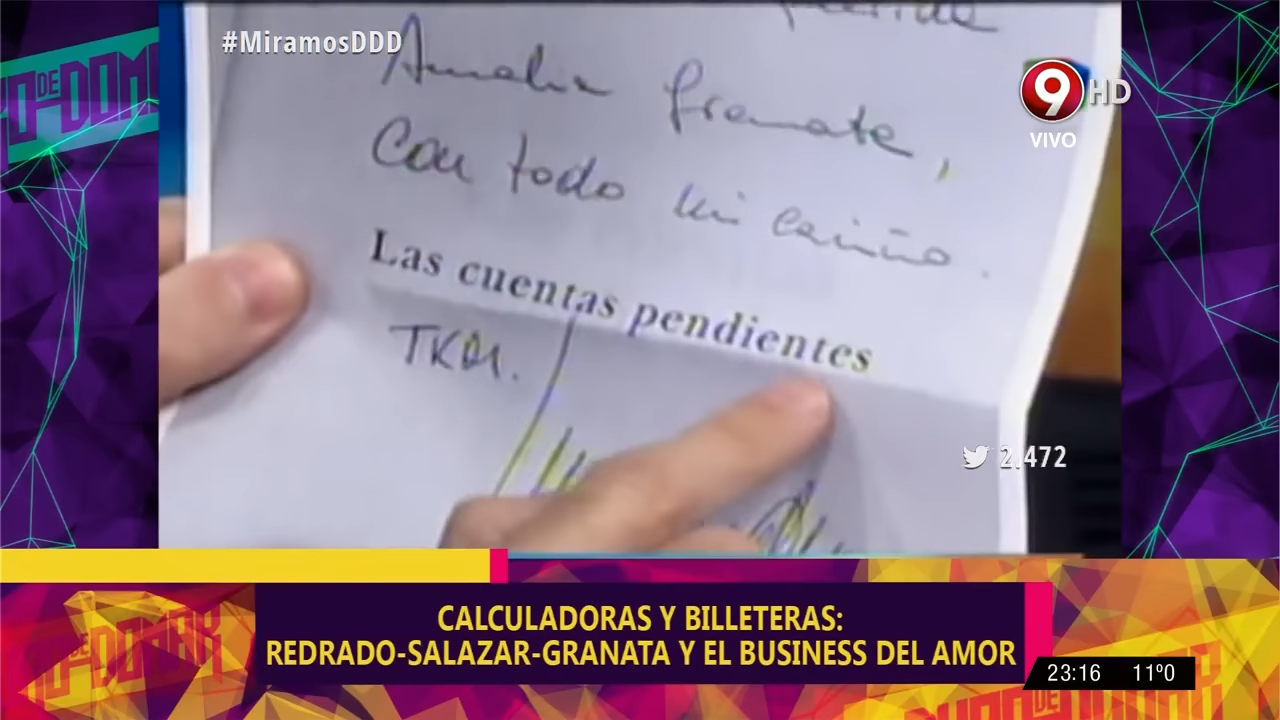 #MiramosDDD
9 HD
VIVO
Amalia Granata,
Con todo mi cariño.
Las cuentas pendientes
TKM.
2.472
CALCULADORAS Y BILLETERAS:
REDRADO-SALAZAR-GRANATA Y EL BUSINESS DEL AMOR
23:16 11º0